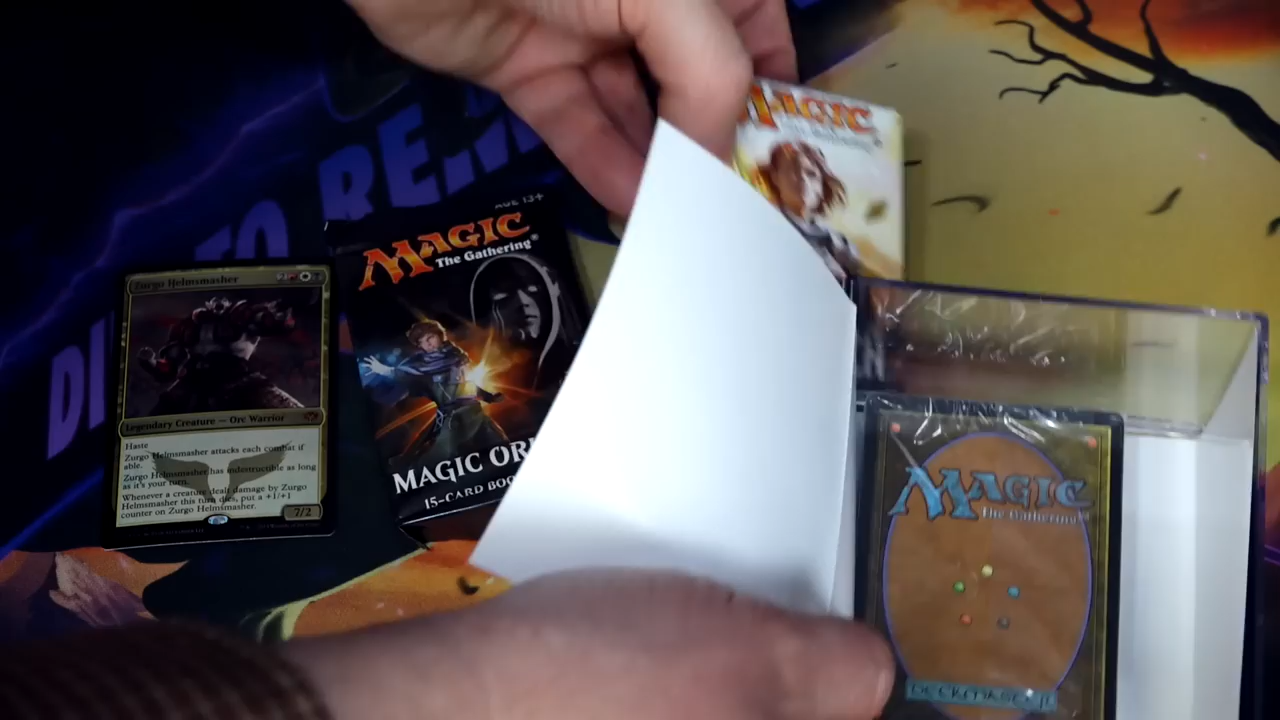 Zurgo Helmsmasher
Legendary Creature — Orc Warrior
Haste
Zurgo Helmsmasher attacks each combat if
able.
Zurgo Helmsmasher has indestructible as long
as it's your turn.
Whenever a creature dealt damage by Zurgo
Helmsmasher this turn dies, put a +1/+1
counter on Zurgo Helmsmasher.
7/2
AGE 13+
MAGIC
The Gathering®
MAGIC ORI
15-CARD BOO
MAGIC
MAGIC
The Gathering
DECKMASTER
DI
TO